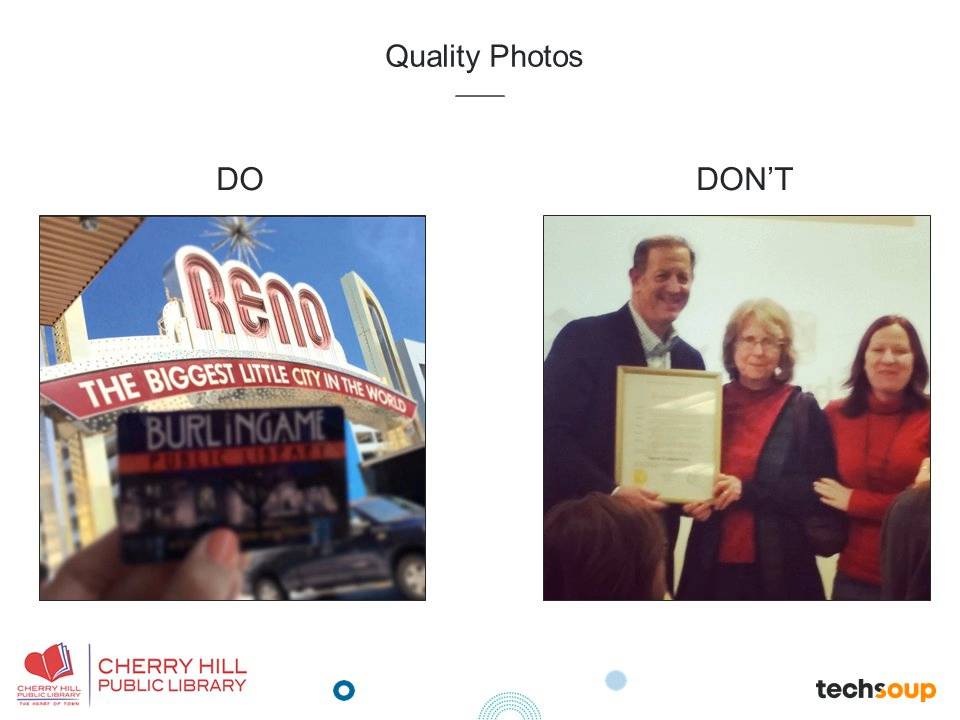 Quality Photos
DO
DON'T
RENO
THE BIGGEST LITTLE CITY IN THE WORLD
BURLINGAME
PUBLIC LIBRARY
CHERRY HILL
PUBLIC LIBRARY
THE HEART OF TOWN
CHERRY HILL
PUBLIC LIBRARY
techsoup